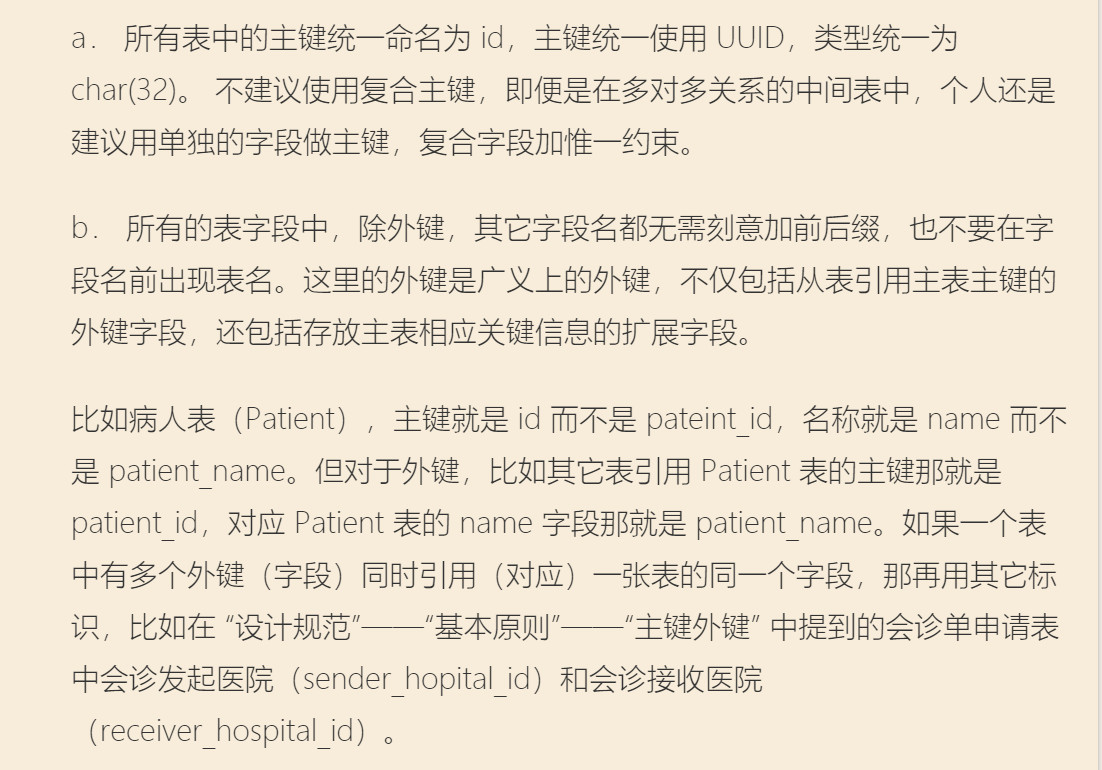 a． 所有表中的主键统一命名为 id，主键统一使用 UUID，类型统一为
char(32)。 不建议使用复合主键，即便是在多对多关系的中间表中，个人还是
建议用单独的字段做主键，复合字段加惟一约束。
b． 所有的表字段中，除外键，其它字段名都无需刻意加前后缀，也不要在字
段名前出现表名。这里的外键是广义上的外键，不仅包括从表引用主表主键的
外键字段，还包括存放主表相应关键信息的扩展字段。
比如病人表（Patient），主键就是 id 而不是 pateint_id，名称就是 name 而不
是 patient_name。但对于外键，比如其它表引用 Patient 表的主键那就是
patient_id，对应 Patient 表的 name 字段那就是 patient_name。如果一个表
中有多个外键（字段）同时引用（对应）一张表的同一个字段，那再用其它标
识，比如在 “设计规范”——“基本原则”——“主键外键” 中提到的会诊单申请表
中会诊发起医院（sender_hopital_id）和会诊接收医院
（receiver_hospital_id）。